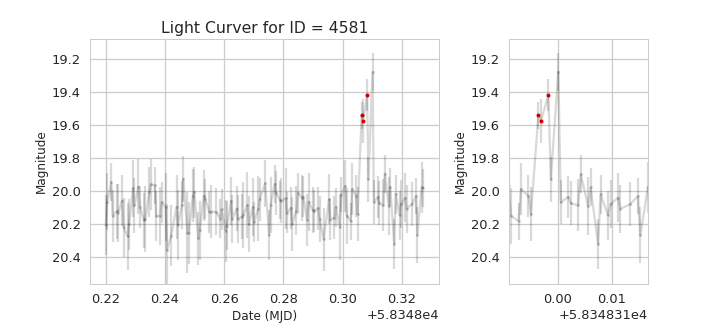 Light Curver for ID = 4581
Magnitude
19.2
19.4
19.6
19.8
20.0
20.2
20.4
0.22 0.24 0.26 0.28 0.30 0.32
Date (MJD)
+5.8348e4
Magnitude
19.2
19.4
19.6
19.8
20.0
20.2
20.4
0.00 0.01
+5.834831e4